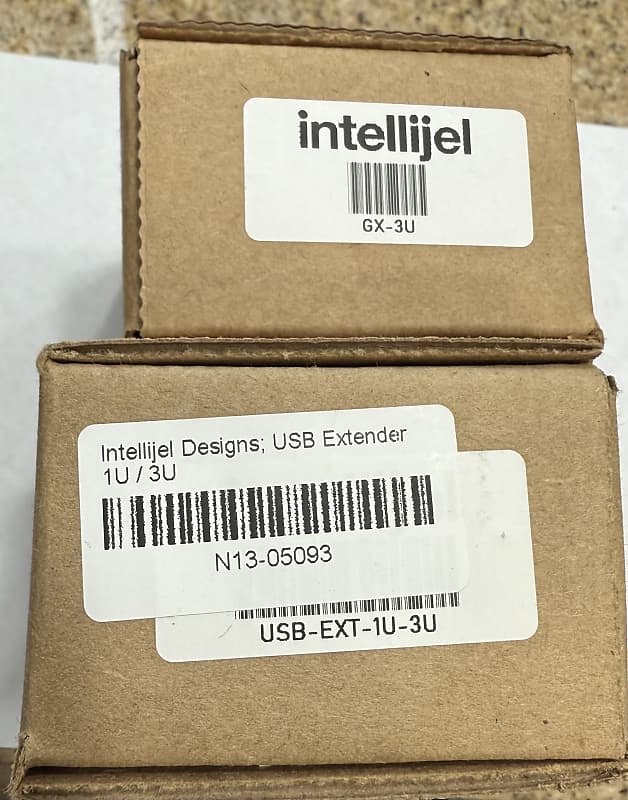 intellijel
GX-3U
Intellijel Designs; USB Extender
1U / 3U
N13-05093
USB-EXT-1U-3U